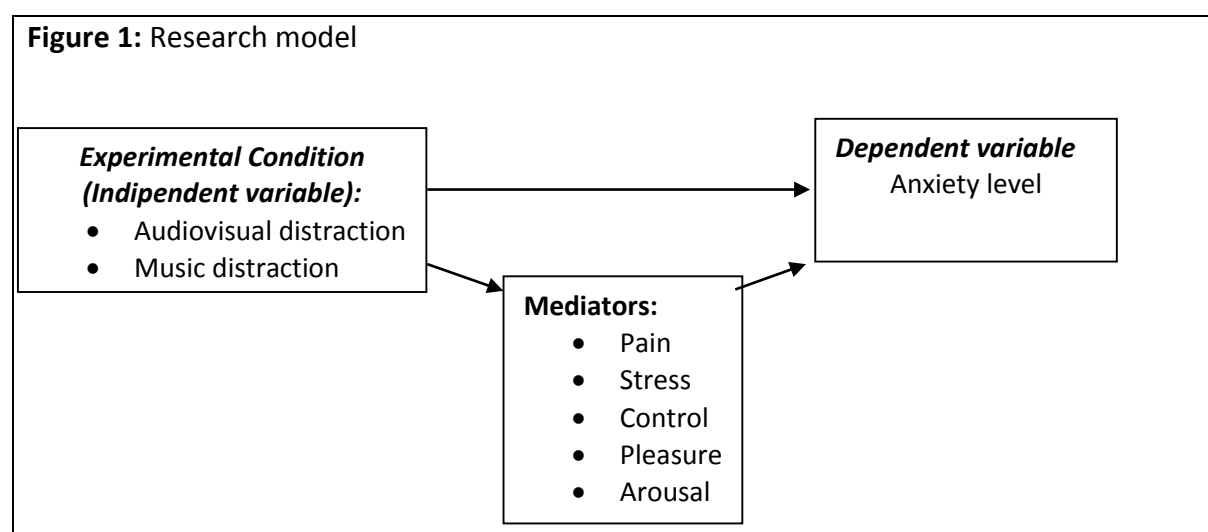 Figure 1: Research model
Experimental Condition
(Indipendent variable):
• Audiovisual distraction
• Music distraction
Dependent variable
Anxiety level
Mediators:
• Pain
• Stress
• Control
• Pleasure
• Arousal